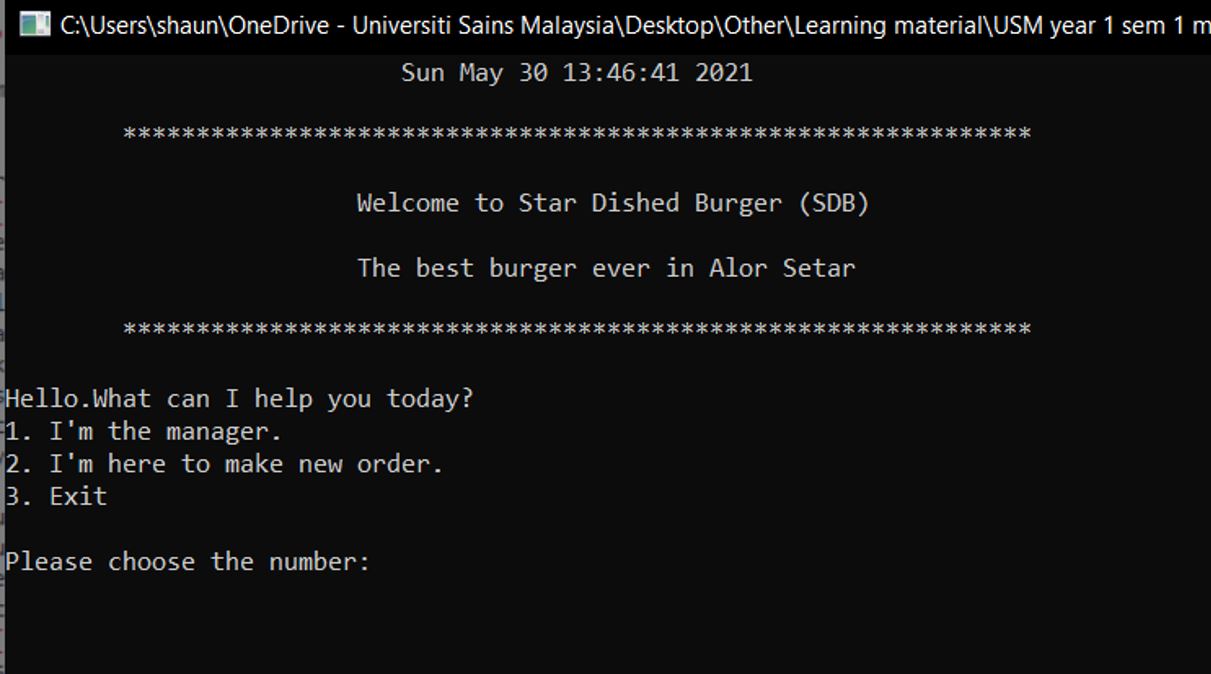 C:\Users\shaun\OneDrive - Universiti Sains Malaysia\Desktop\Other\Learning material\USM year 1 sem 1 m
Sun May 30 13:46:41 2021
**************************************************************
Welcome to Star Dished Burger (SDB)
The best burger ever in Alor Setar
**************************************************************
Hello.What can I help you today?
1. I'm the manager.
2. I'm here to make new order.
3. Exit
Please choose the number: